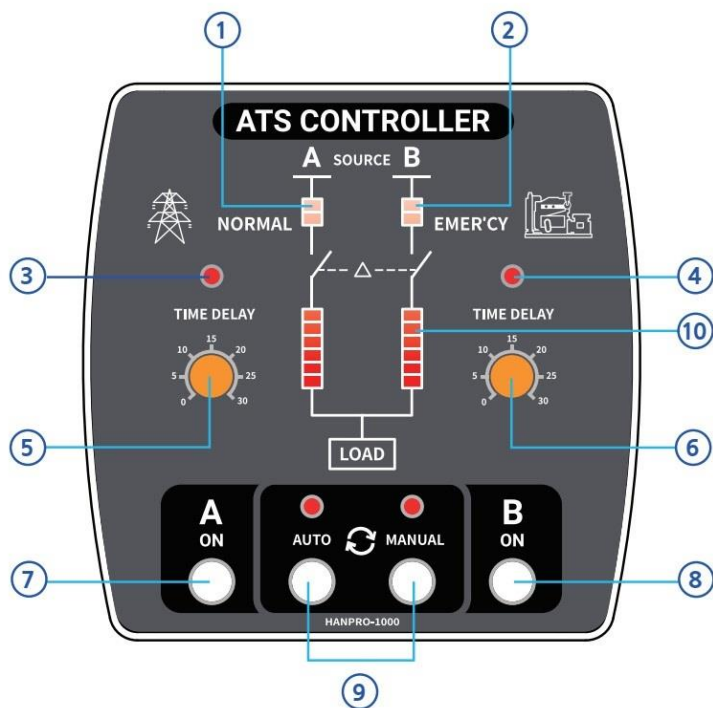 1
2
ATS CONTROLLER
A SOURCE B
NORMAL
EMER'CY
3
4
TIME DELAY
TIME DELAY
10
0 5 10 15 20 25 30
0 5 10 15 20 25 30
5
6
LOAD
A
ON
AUTO
MANUAL
B
ON
7
8
HANPRO-1000
9